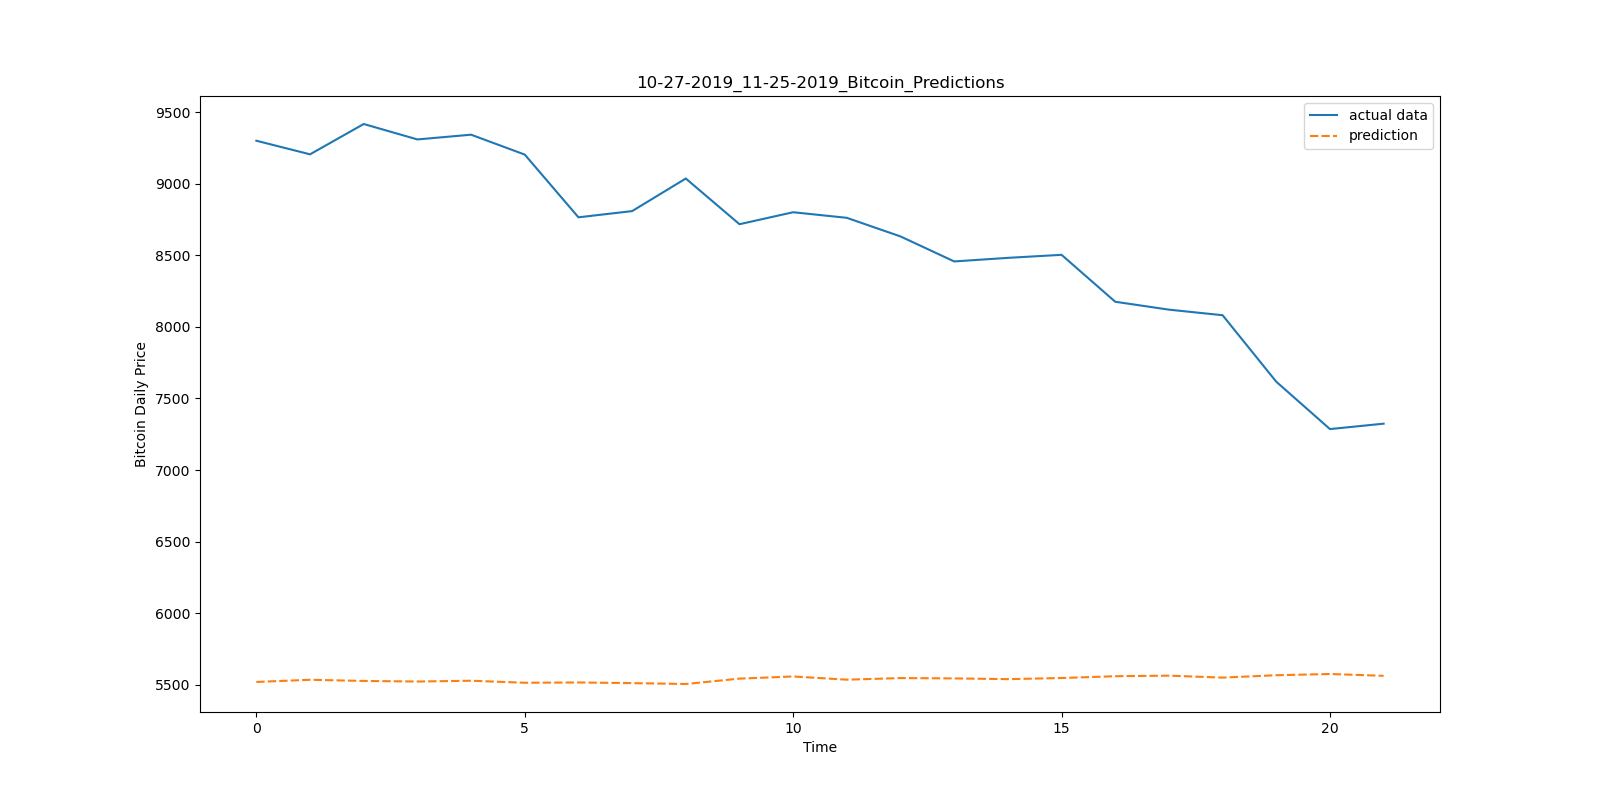 10-27-2019_11-25-2019_Bitcoin_Predictions
actual data
prediction
9500
9000
8500
8000
7500
7000
6500
6000
5500
Bitcoin Daily Price
0 5 10 15 20
Time